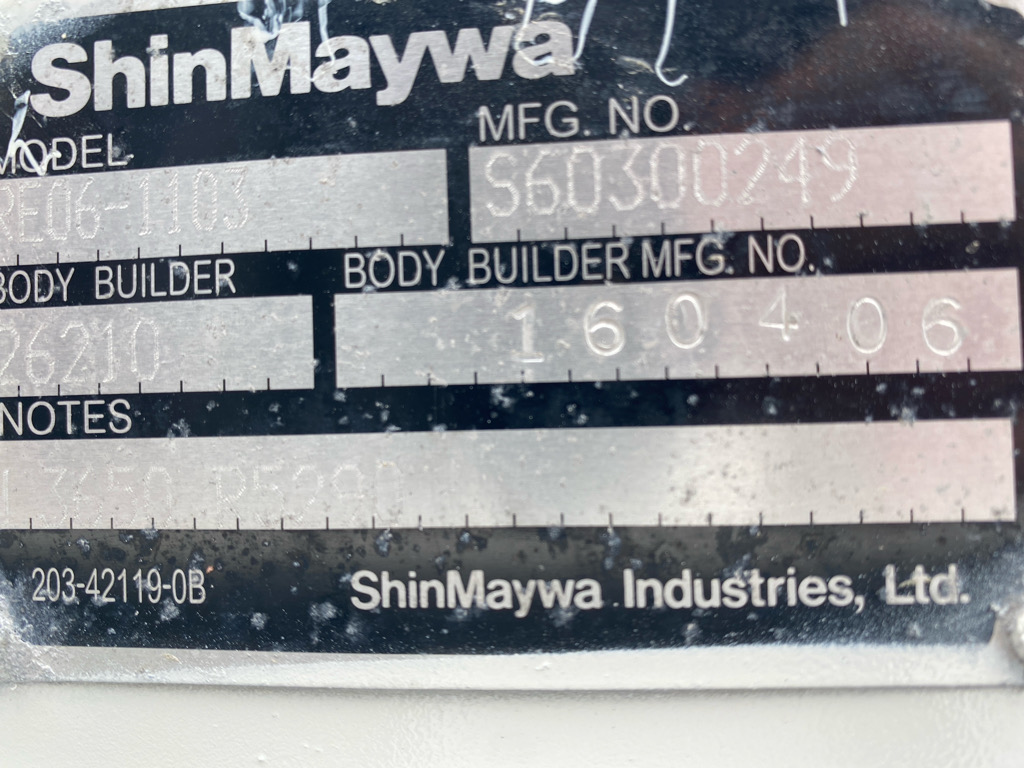 ShinMaywa
MODEL
MFG. NO.
RE06-1103
S60300249
BODY BUILDER
BODY BUILDER MFG. NO.
26210
160406
NOTES
L3650
203-42119-0B
ShinMaywa Industries, Ltd.